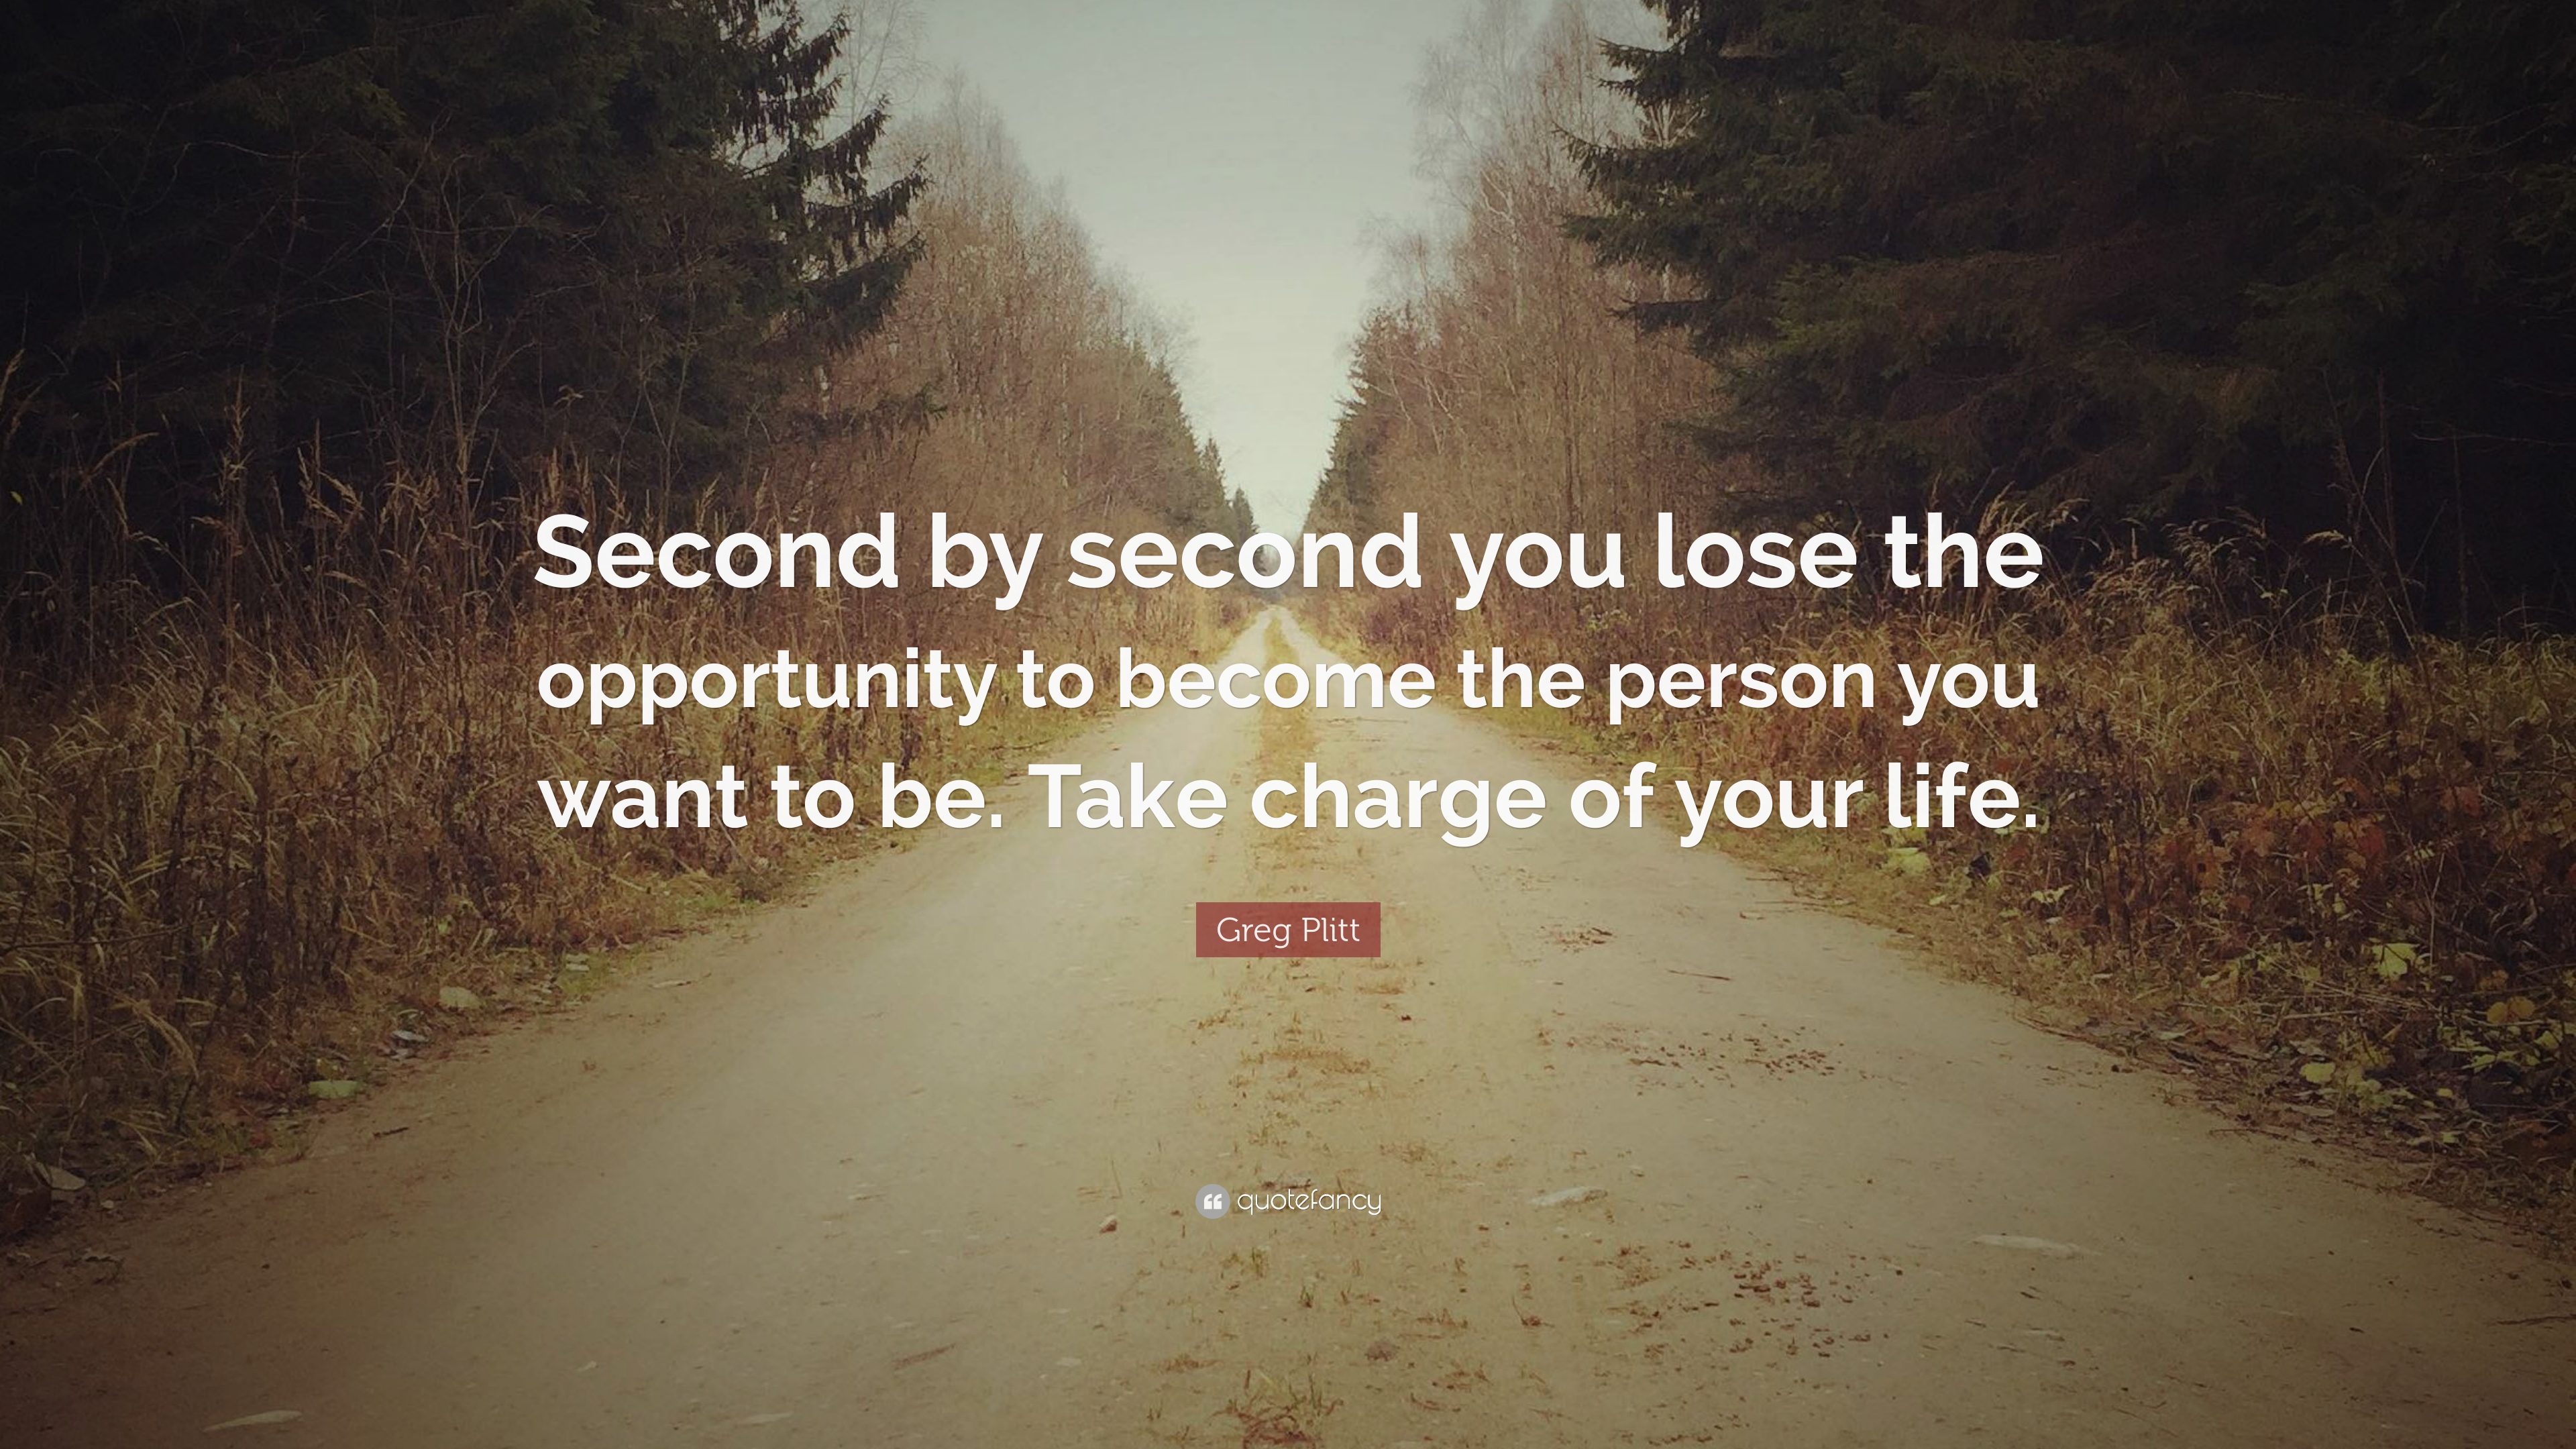 Second by second you lose the
opportunity to become the person you
want to be. Take charge of your life.
Greg Plitt
quotefancy